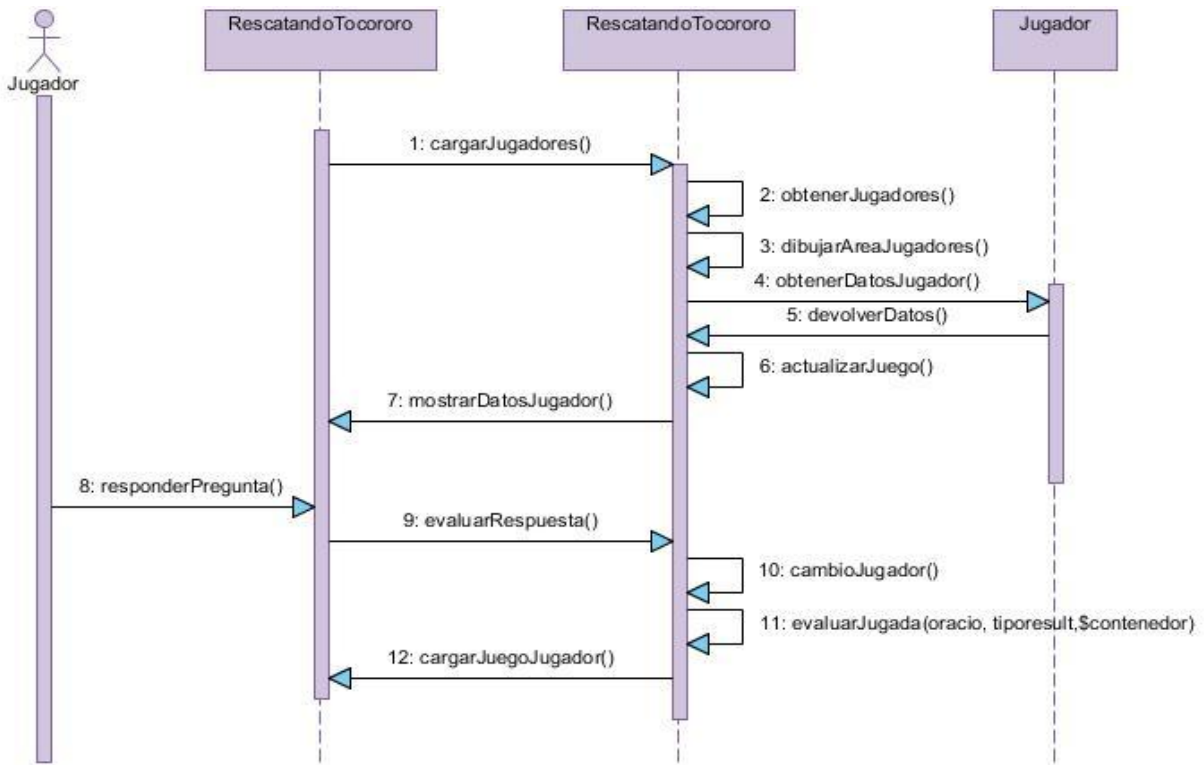 RescatandoTocororo
RescatandoTocororo
Jugador
Jugador
1: cargarJugadores()
2: obtenerJugadores()
3: dibujarAreaJugadores()
4: obtenerDatosJugador()
5: devolverDatos()
6: actualizarJuego()
7: mostrarDatosJugador()
8: responderPregunta()
9: evaluarRespuesta()
10: cambioJugador()
11: evaluarJugada(oracio, tiporesult,$contenedor)
12: cargarJuegoJugador()